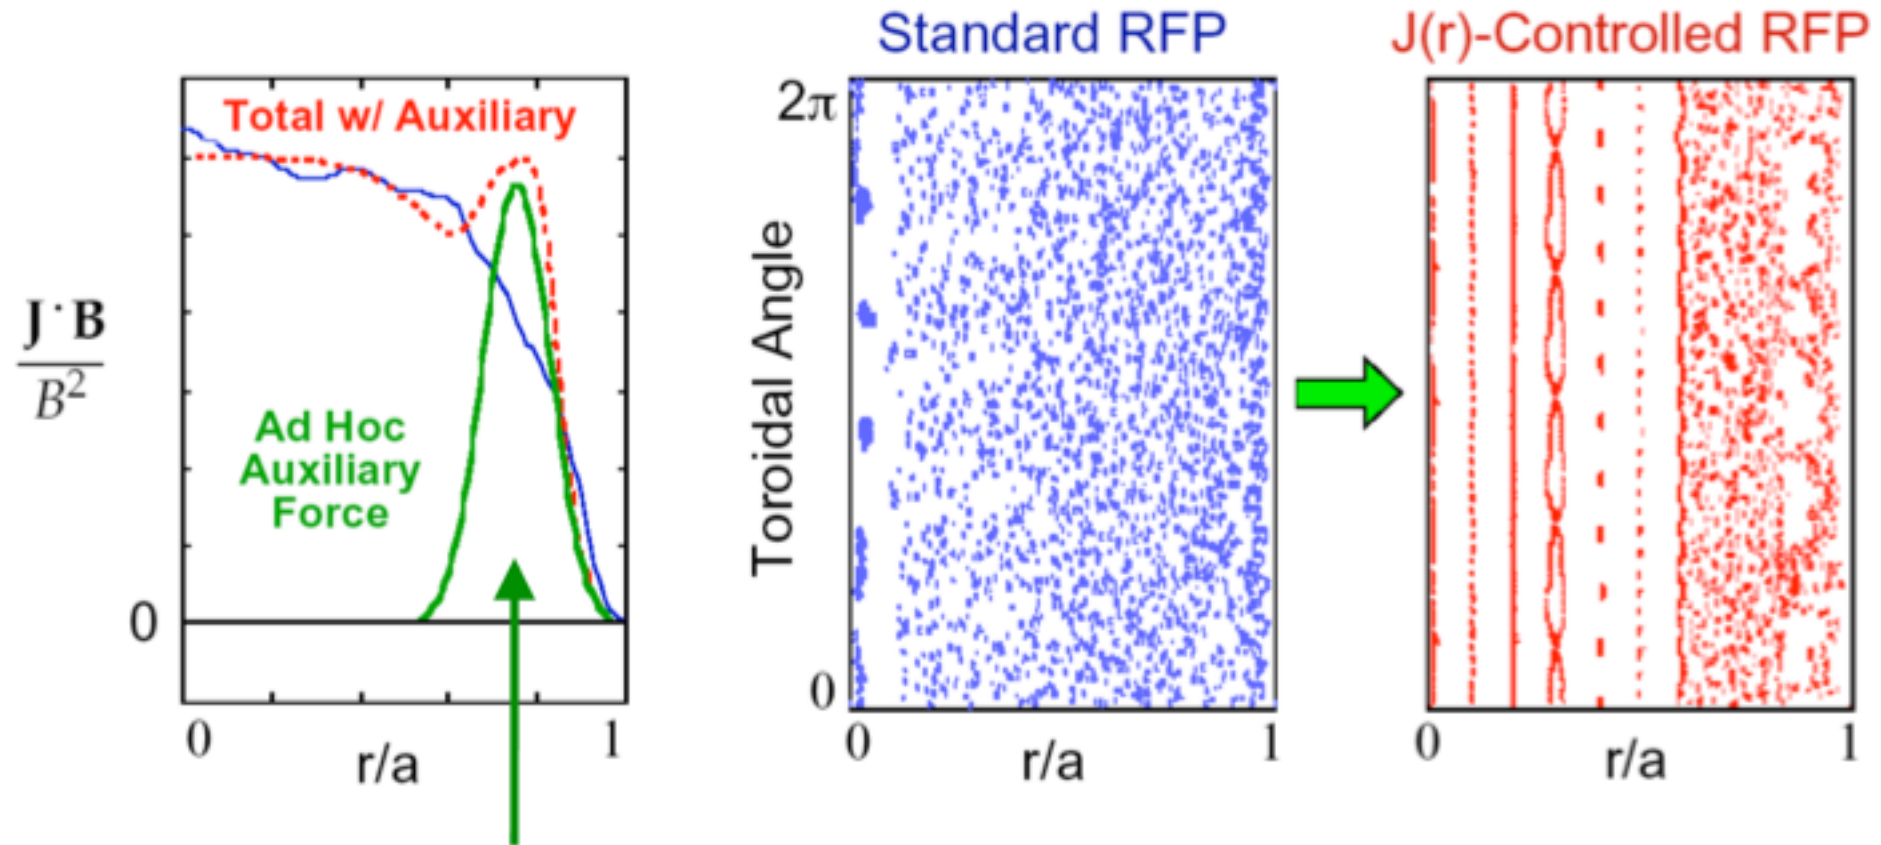 Standard RFP
J(r)-Controlled RFP
Total w/ Auxiliary
J·B
B²
Ad Hoc
Auxiliary
Force
0
0
1
r/a
Toroidal Angle
2π
0
0
1
r/a
0
1
r/a